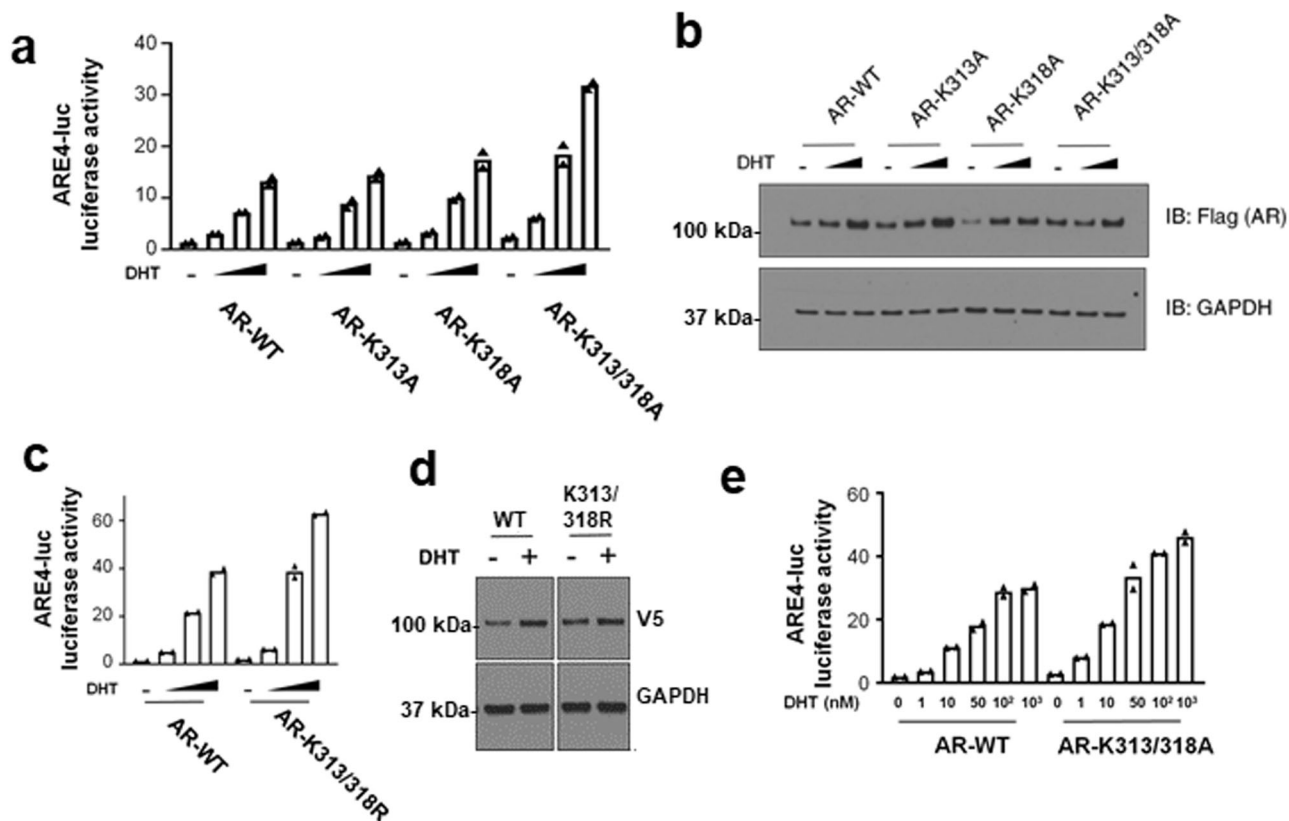 a
ARE4-luc
luciferase activity
40
30
20
10
0
DHT
-
-
-
-
AR-WT
AR-K313A
AR-K318A
AR-K313/318A
b
AR-WT
AR-K313A
AR-K318A
AR-K313/318A
DHT
-
-
-
-
100 kDa-
IB: Flag (AR)
37 kDa-
IB: GAPDH
c
ARE4-luc
luciferase activity
60
40
20
0
DHT
-
-
AR-WT
AR-K313/318R
d
WT
K313/
318R
DHT
- + - +
100 kDa-
V5
37 kDa-
GAPDH
e
ARE4-luc
luciferase activity
60
40
20
0
DHT (nM) 0 1 10 50 10² 10³ 0 1 10 50 10² 10³
AR-WT
AR-K313/318A